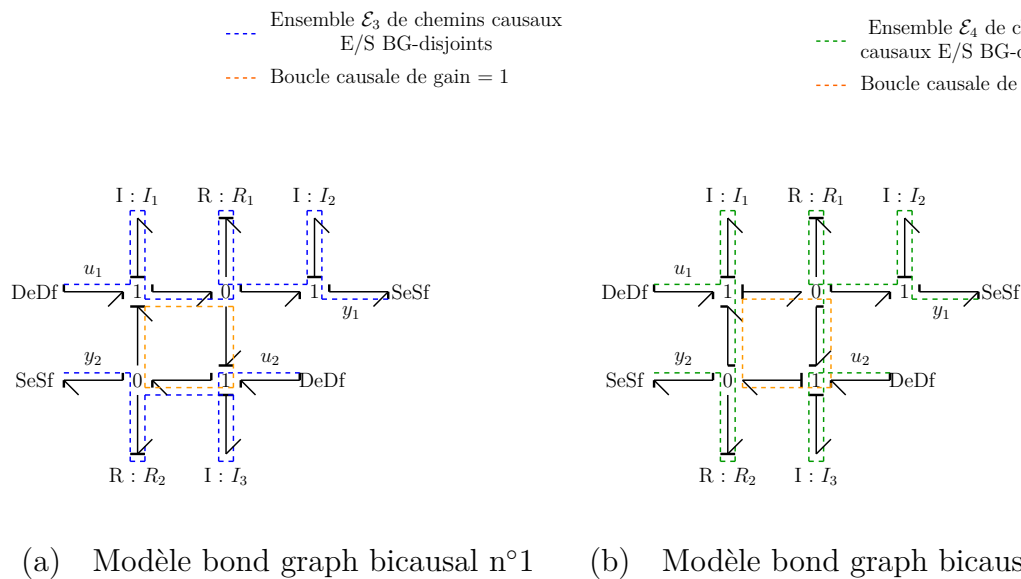 Ensemble ℰ₃ de chemins causaux
E/S BG-disjoints
Boucle causale de gain = 1
Ensemble ℰ₄ de
causaux E/S
Boucle causale de
I : I₁ R : R₁ I : I₂
u₁
DeDf 1 0 1 SeSf
y₁
y₂ u₂
SeSf 0 1 DeDf
R : R₂ I : I₃
I : I₁ R : R₁ I : I₂
u₁
DeDf 1 0 1 SeSf
y₁
y₂ u₂
SeSf 0 1 DeDf
R : R₂ I : I₃
(a) Modèle bond graph bicausal n°1
(b) Modèle bond graph